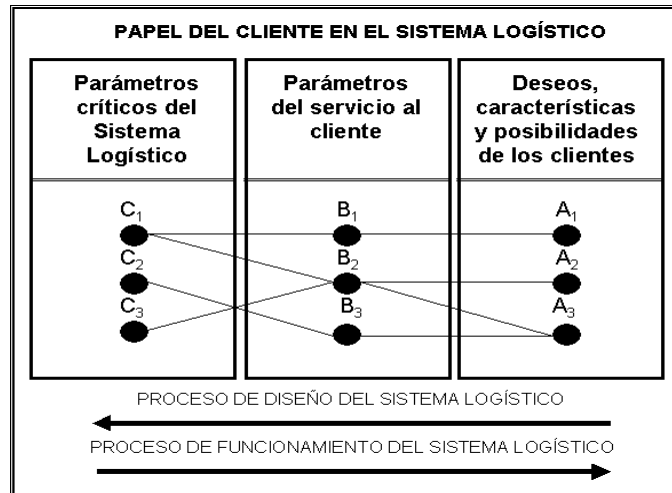 PAPEL DEL CLIENTE EN EL SISTEMA LOGÍSTICO
Parámetros
críticos del
Sistema
Logístico
Parámetros
del servicio al
cliente
Deseos,
características
y posibilidades
de los clientes
C1
B1
A1
C2
B2
A2
C3
B3
A3
PROCESO DE DISEÑO DEL SISTEMA LOGÍSTICO
PROCESO DE FUNCIONAMIENTO DEL SISTEMA LOGÍSTICO